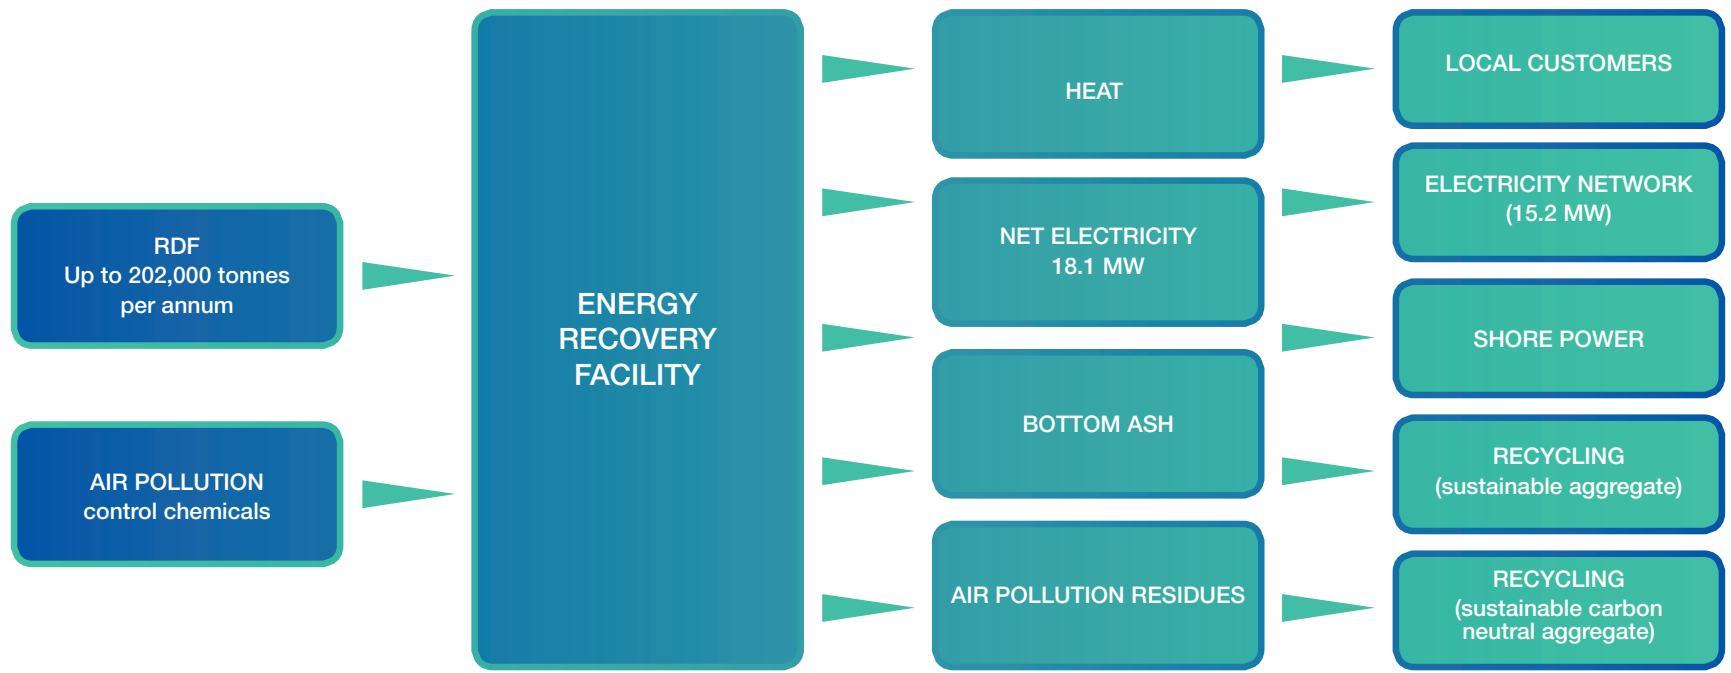 RDF
Up to 202,000 tonnes
per annum
AIR POLLUTION
control chemicals
ENERGY
RECOVERY
FACILITY
HEAT
NET ELECTRICITY
18.1 MW
BOTTOM ASH
AIR POLLUTION RESIDUES
LOCAL CUSTOMERS
ELECTRICITY NETWORK
(15.2 MW)
SHORE POWER
RECYCLING
(sustainable aggregate)
RECYCLING
(sustainable carbon
neutral aggregate)